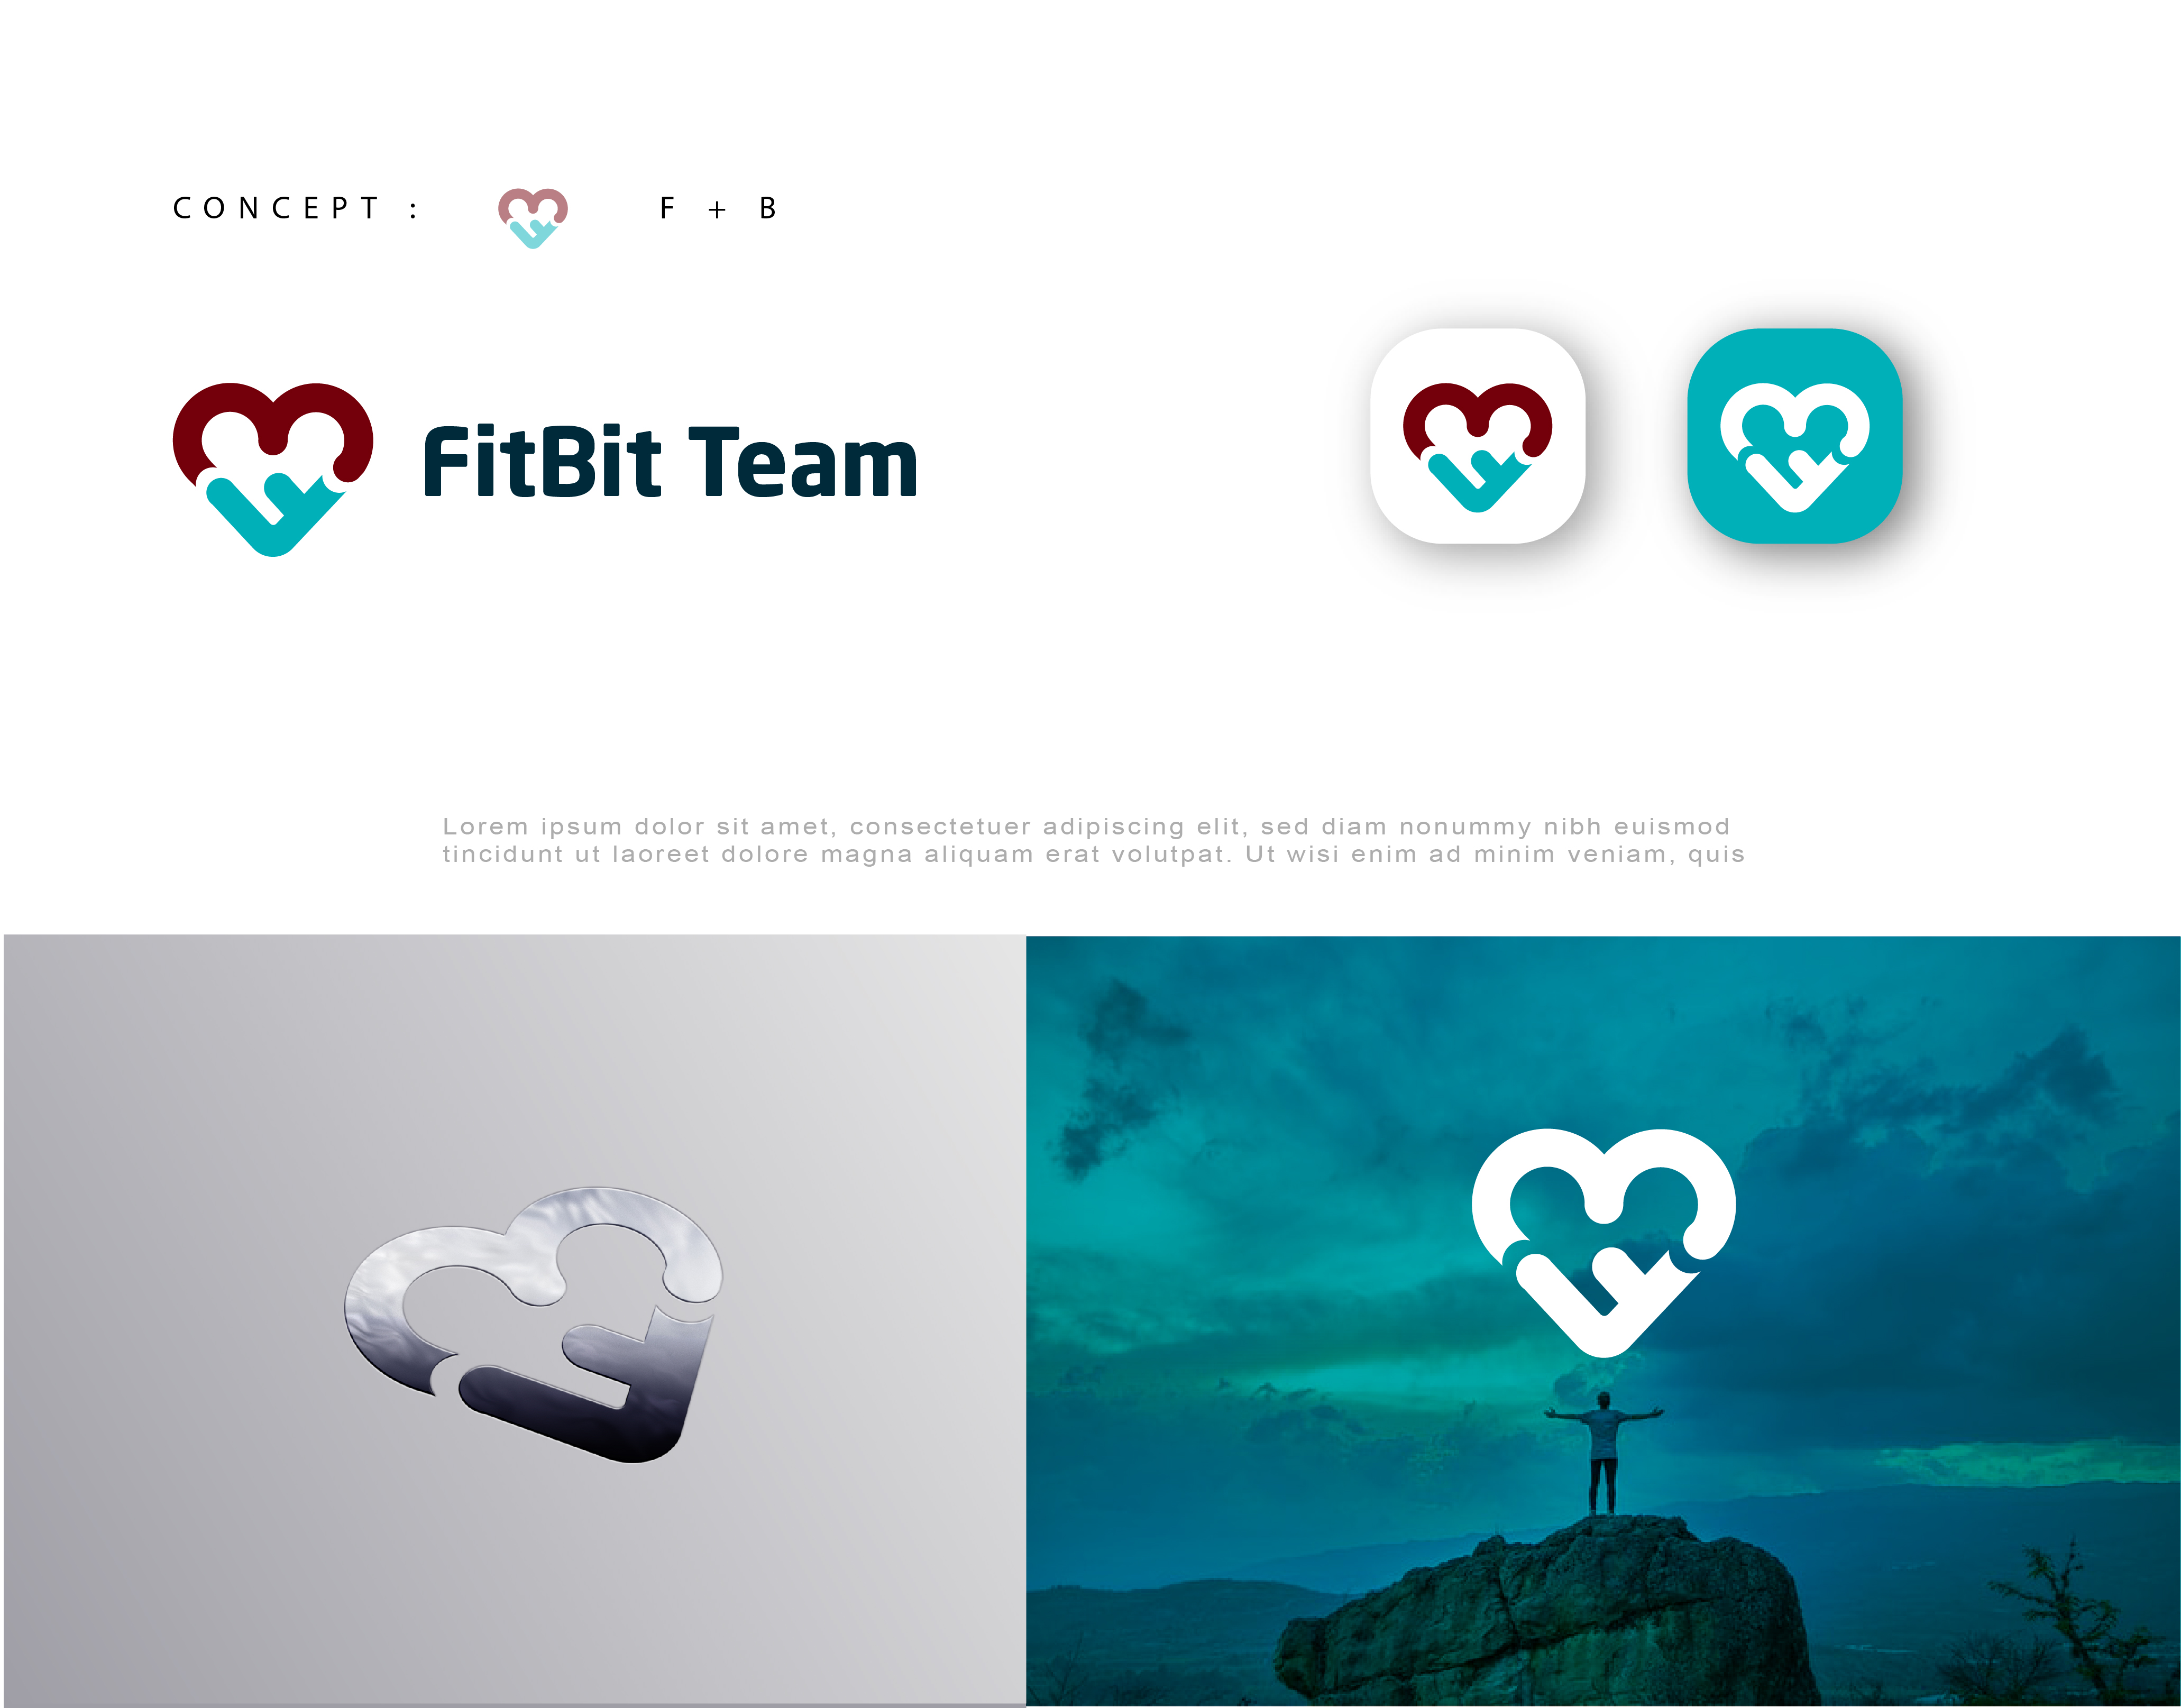 CONCEPT : F + B
FitBit Team
Lorem ipsum dolor sit amet, consectetuer adipiscing elit, sed diam nonummy nibh euismod
tincidunt ut laoreet dolore magna aliquam erat volutpat. Ut wisi enim ad minim veniam, quis